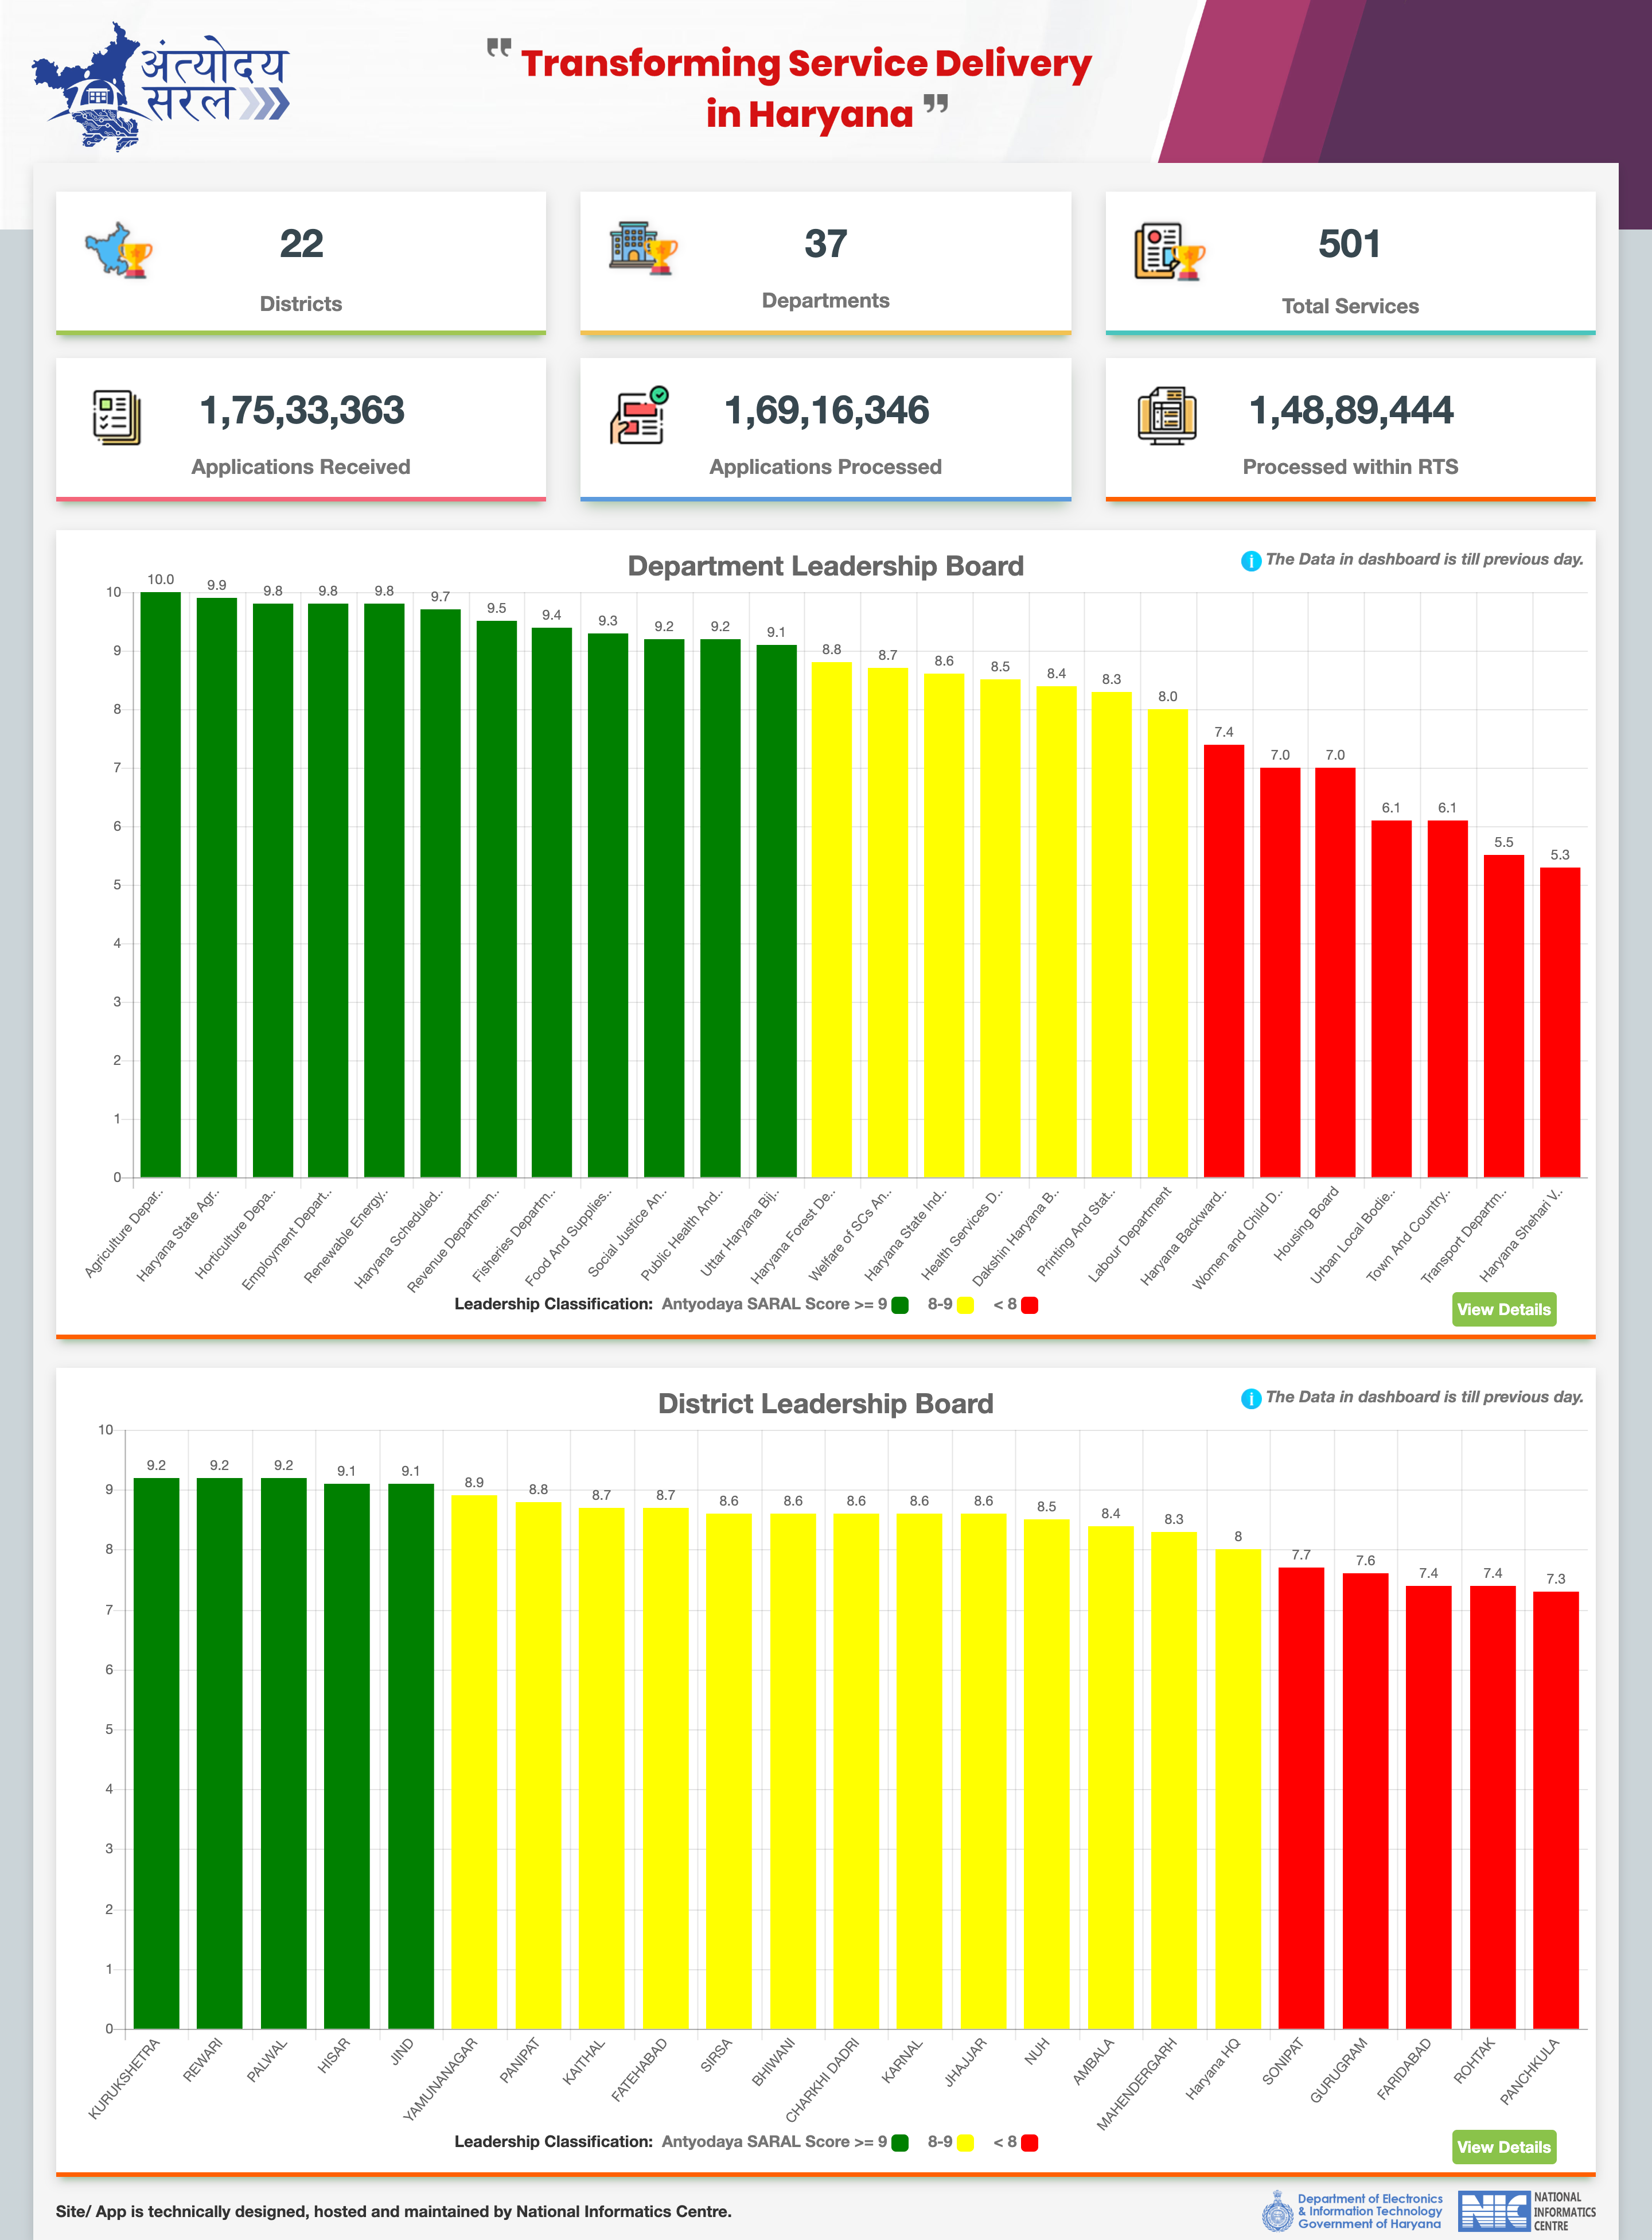 अंत्योदय
सरल
" Transforming Service Delivery
in Haryana "
22
Districts
37
Departments
501
Total Services
1,75,33,363
Applications Received
1,69,16,346
Applications Processed
1,48,89,444
Processed within RTS
Department Leadership Board
i The Data in dashboard is till previous day.
10
9
8
7
6
5
4
3
2
1
0
10.0
9.9
9.8
9.8
9.8
9.7
9.5
9.4
9.3
9.2
9.2
9.1
8.8
8.7
8.6
8.5
8.4
8.3
8.0
7.4
7.0
7.0
6.1
6.1
5.5
5.3
Agriculture Depar..
Haryana State Agr..
Horticulture Depa..
Employment Depart..
Renewable Energy..
Haryana Scheduled..
Revenue Departmen..
Fisheries Departm..
Food And Supplies..
Social Justice An..
Public Health And..
Uttar Haryana Bij..
Haryana Forest De..
Welfare of SCs An..
Haryana State Ind..
Health Services D..
Dakshin Haryana B..
Printing And Stat..
Labour Department
Haryana Backward..
Women and Child D..
Housing Board
Urban Local Bodie..
Town And Country..
Transport Departm..
Haryana Shehari V..
Leadership Classification: Antyodaya SARAL Score >= 9 8-9 < 8
View Details
District Leadership Board
i The Data in dashboard is till previous day.
10
9
8
7
6
5
4
3
2
1
0
9.2
9.2
9.2
9.1
9.1
8.9
8.8
8.7
8.7
8.6
8.6
8.6
8.6
8.6
8.5
8.4
8.3
8
7.7
7.6
7.4
7.4
7.3
KURUKSHETRA
REWARI
PALWAL
HISAR
JIND
YAMUNANAGAR
PANIPAT
KAITHAL
FATEHABAD
SIRSA
BHIWANI
CHARKHI DADRI
KARNAL
JHAJJAR
NUH
AMBALA
MAHENDERGARH
Haryana HQ
SONIPAT
GURUGRAM
FARIDABAD
ROHTAK
PANCHKULA
Leadership Classification: Antyodaya SARAL Score >= 9 8-9 < 8
View Details
Site/ App is technically designed, hosted and maintained by National Informatics Centre.
Department of Electronics
& Information Technology
Government of Haryana
NIC
NATIONAL
INFORMATICS
CENTRE